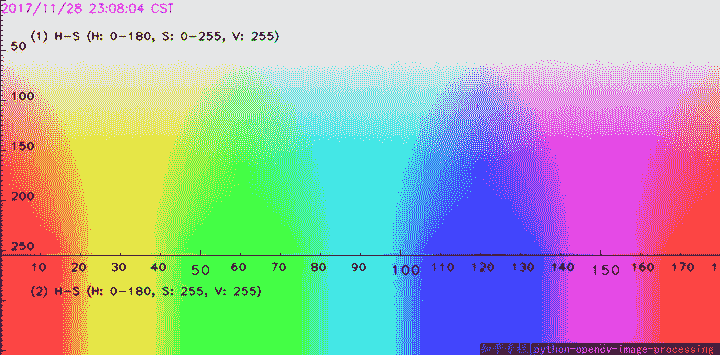 2017/11/28 23:08:04 CST
(1) H-S (H: 0-180, S: 0-255, V: 255)
50
100
150
200
250
10 20 30 40 50 60 70 80 90 100 110 120 130 140 150 160 170
(2) H-S (H: 0-180, S: 255, V: 255)
python-opencv-image-processing